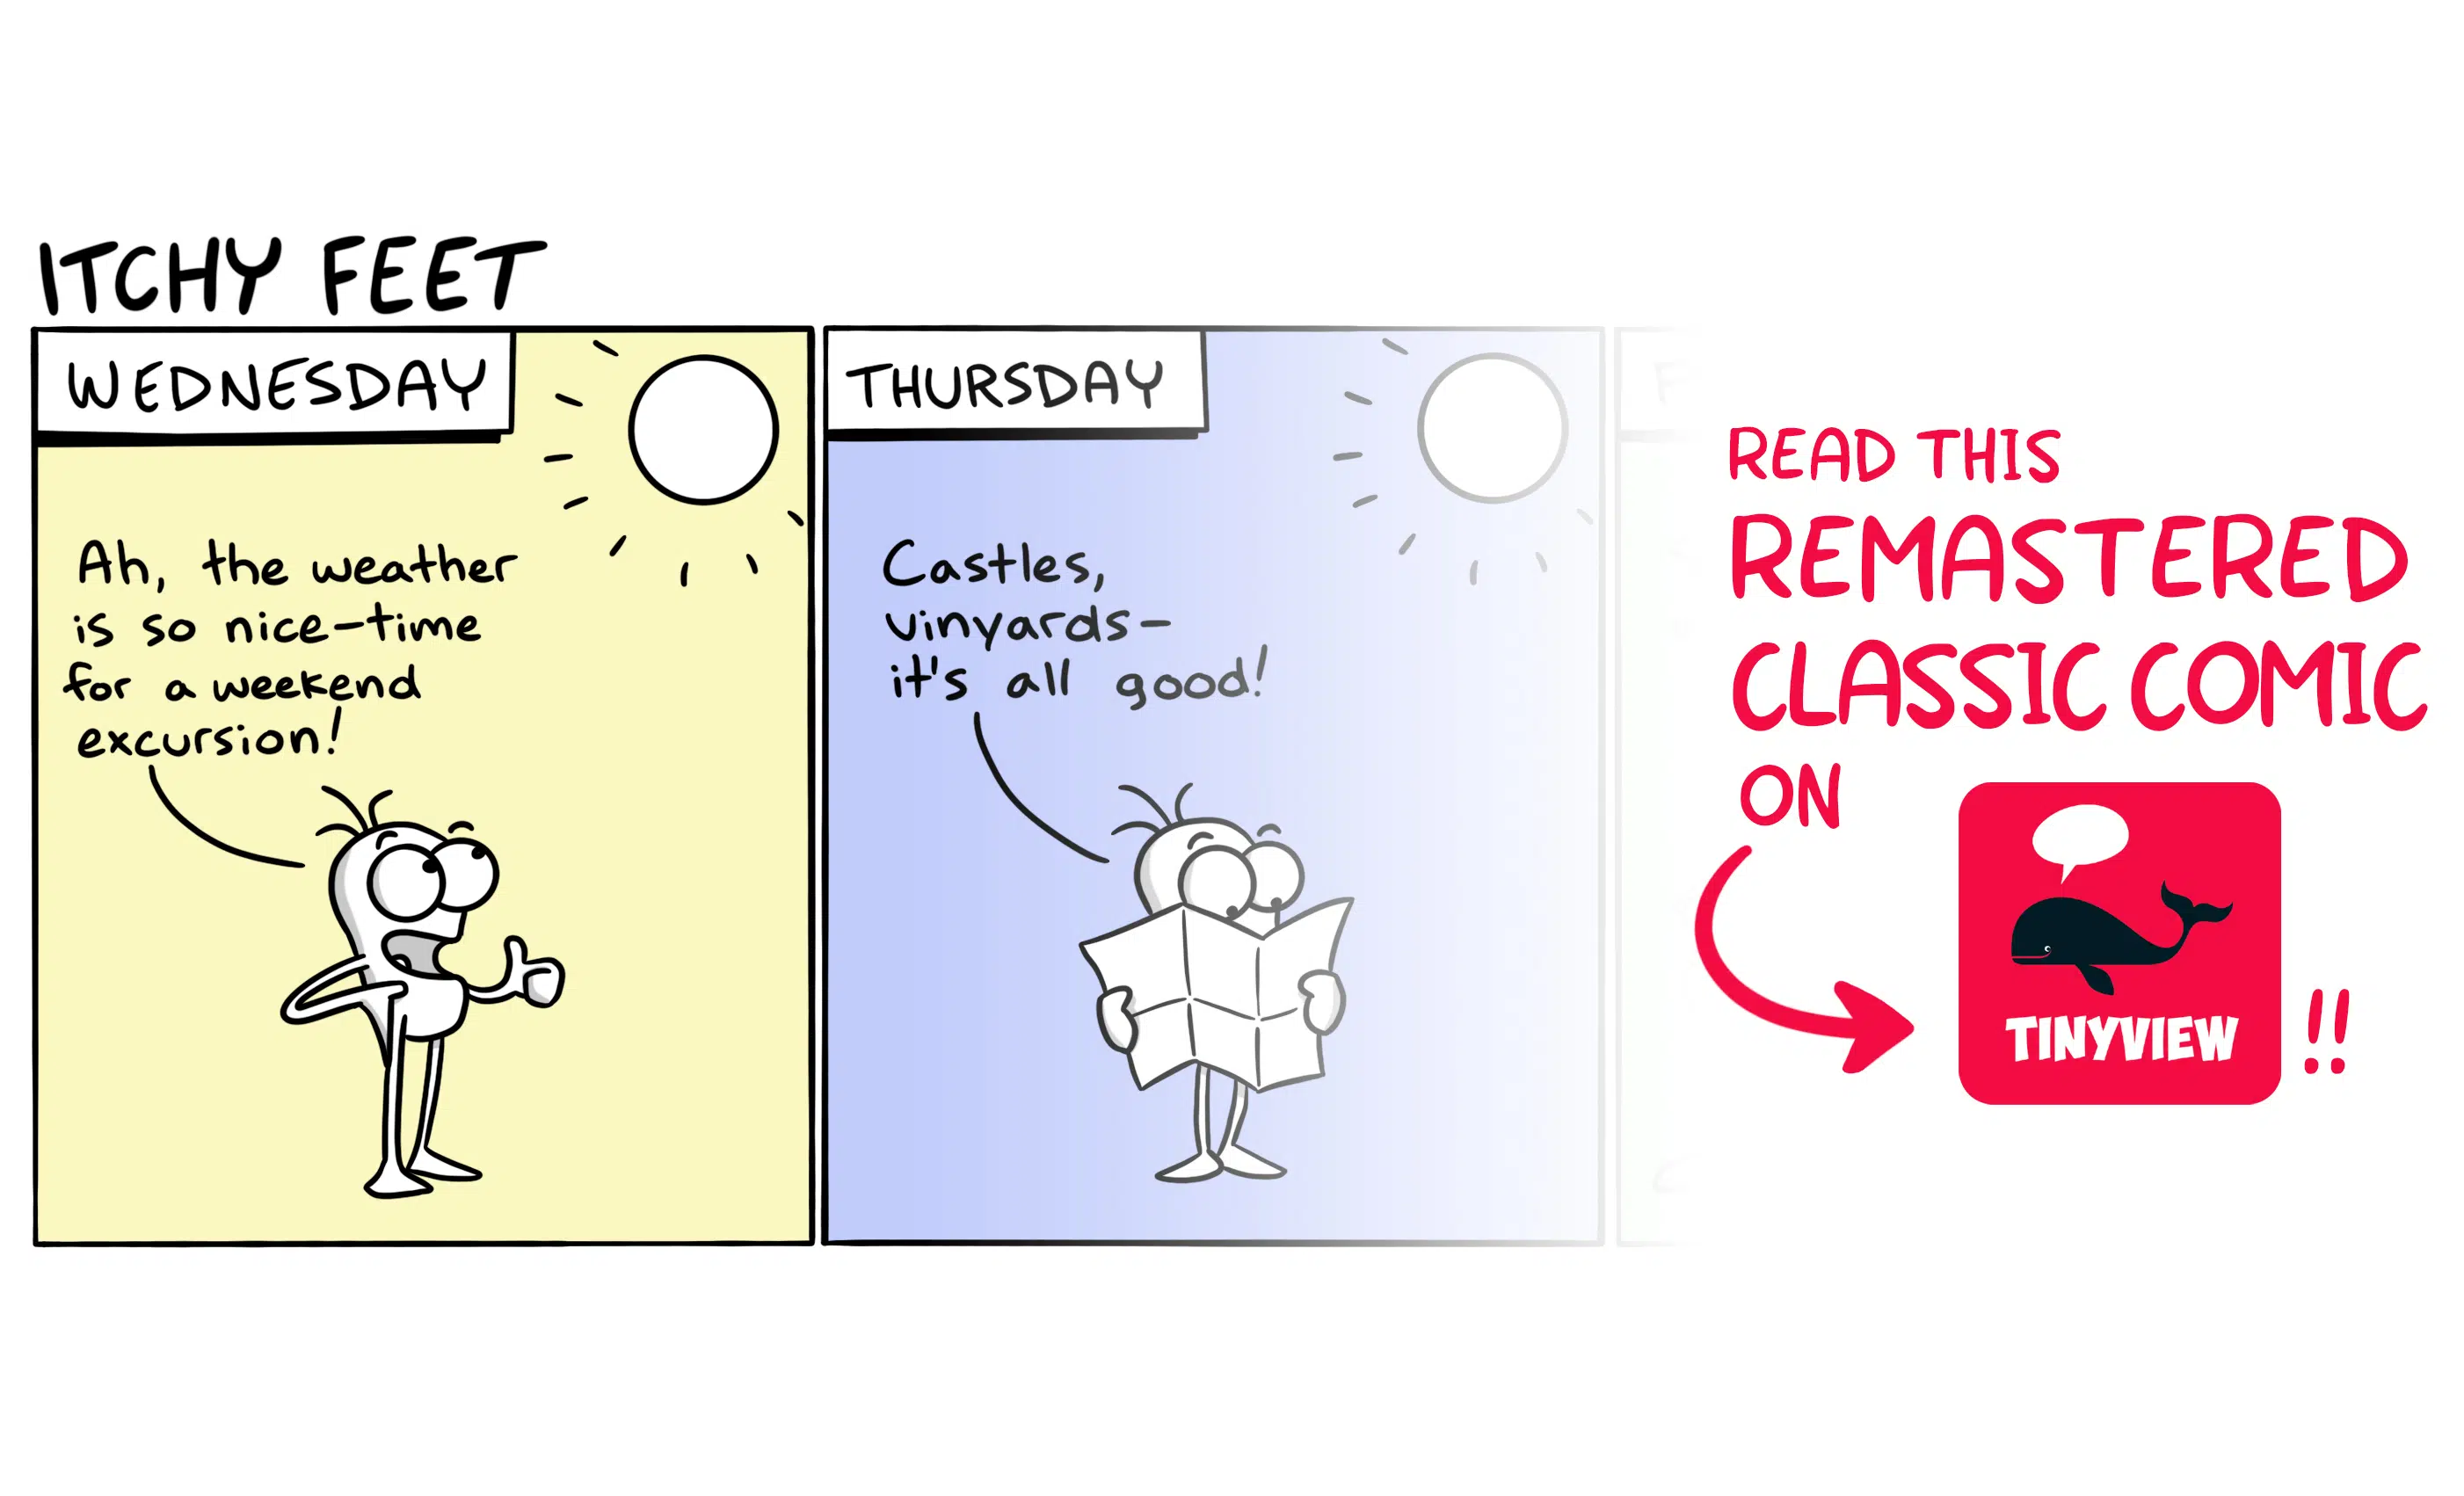 ITCHY FEET
WEDNESDAY
Ah, the weather
is so nice-time
for a weekend
excursion!
THURSDAY
Castles,
vinyards-
it's all good!
READ THIS
REMASTERED
CLASSIC COMIC
ON
TINYVIEW
!!